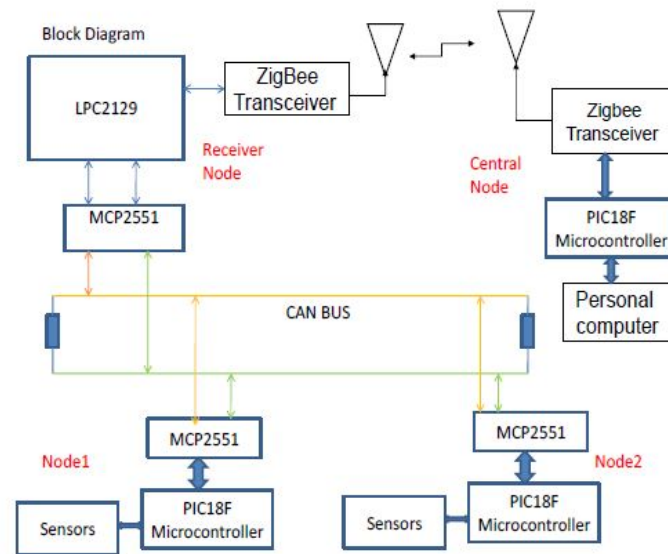 Block Diagram
LPC2129
ZigBee
Transceiver
Zigbee
Transceiver
Receiver
Node
Central
Node
MCP2551
PIC18F
Microcontroller
Personal
computer
CAN BUS
MCP2551
MCP2551
Node1
Node2
PIC18F
Microcontroller
PIC18F
Microcontroller
Sensors
Sensors